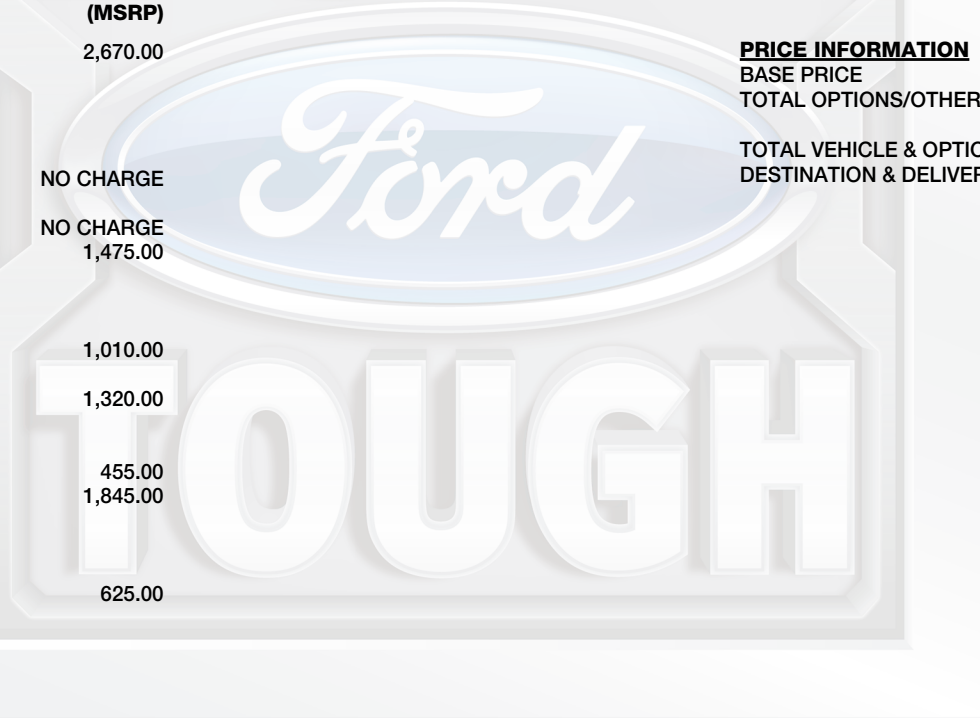 (MSRP)
2,670.00
NO CHARGE
NO CHARGE
1,475.00
1,010.00
1,320.00
455.00
1,845.00
625.00
PRICE INFORMATION
BASE PRICE
TOTAL OPTIONS/OTHER
TOTAL VEHICLE & OPTIO
DESTINATION & DELIVER
Ford
TOUGH